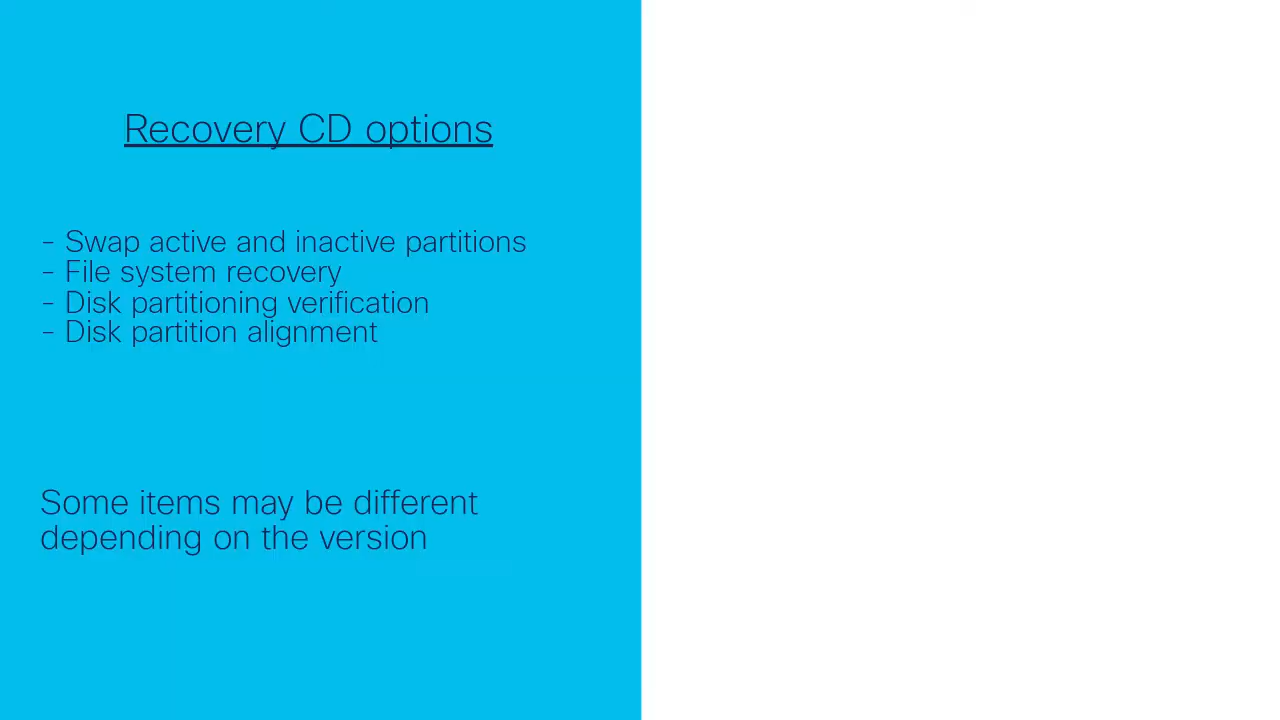 Recovery CD options
- Swap active and inactive partitions
- File system recovery
- Disk partitioning verification
- Disk partition alignment
Some items may be different
depending on the version